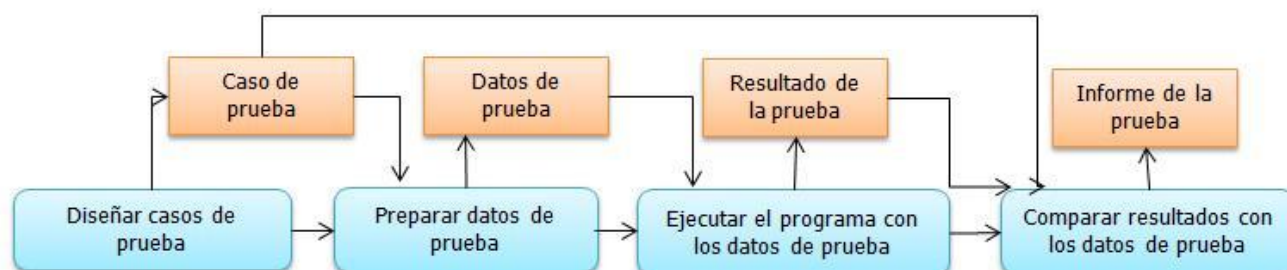 Caso de
prueba
Datos de
prueba
Resultado de
la prueba
Informe de la
prueba
Diseñar casos de
prueba
Preparar datos de
prueba
Ejecutar el programa con
los datos de prueba
Comparar resultados con
los datos de prueba